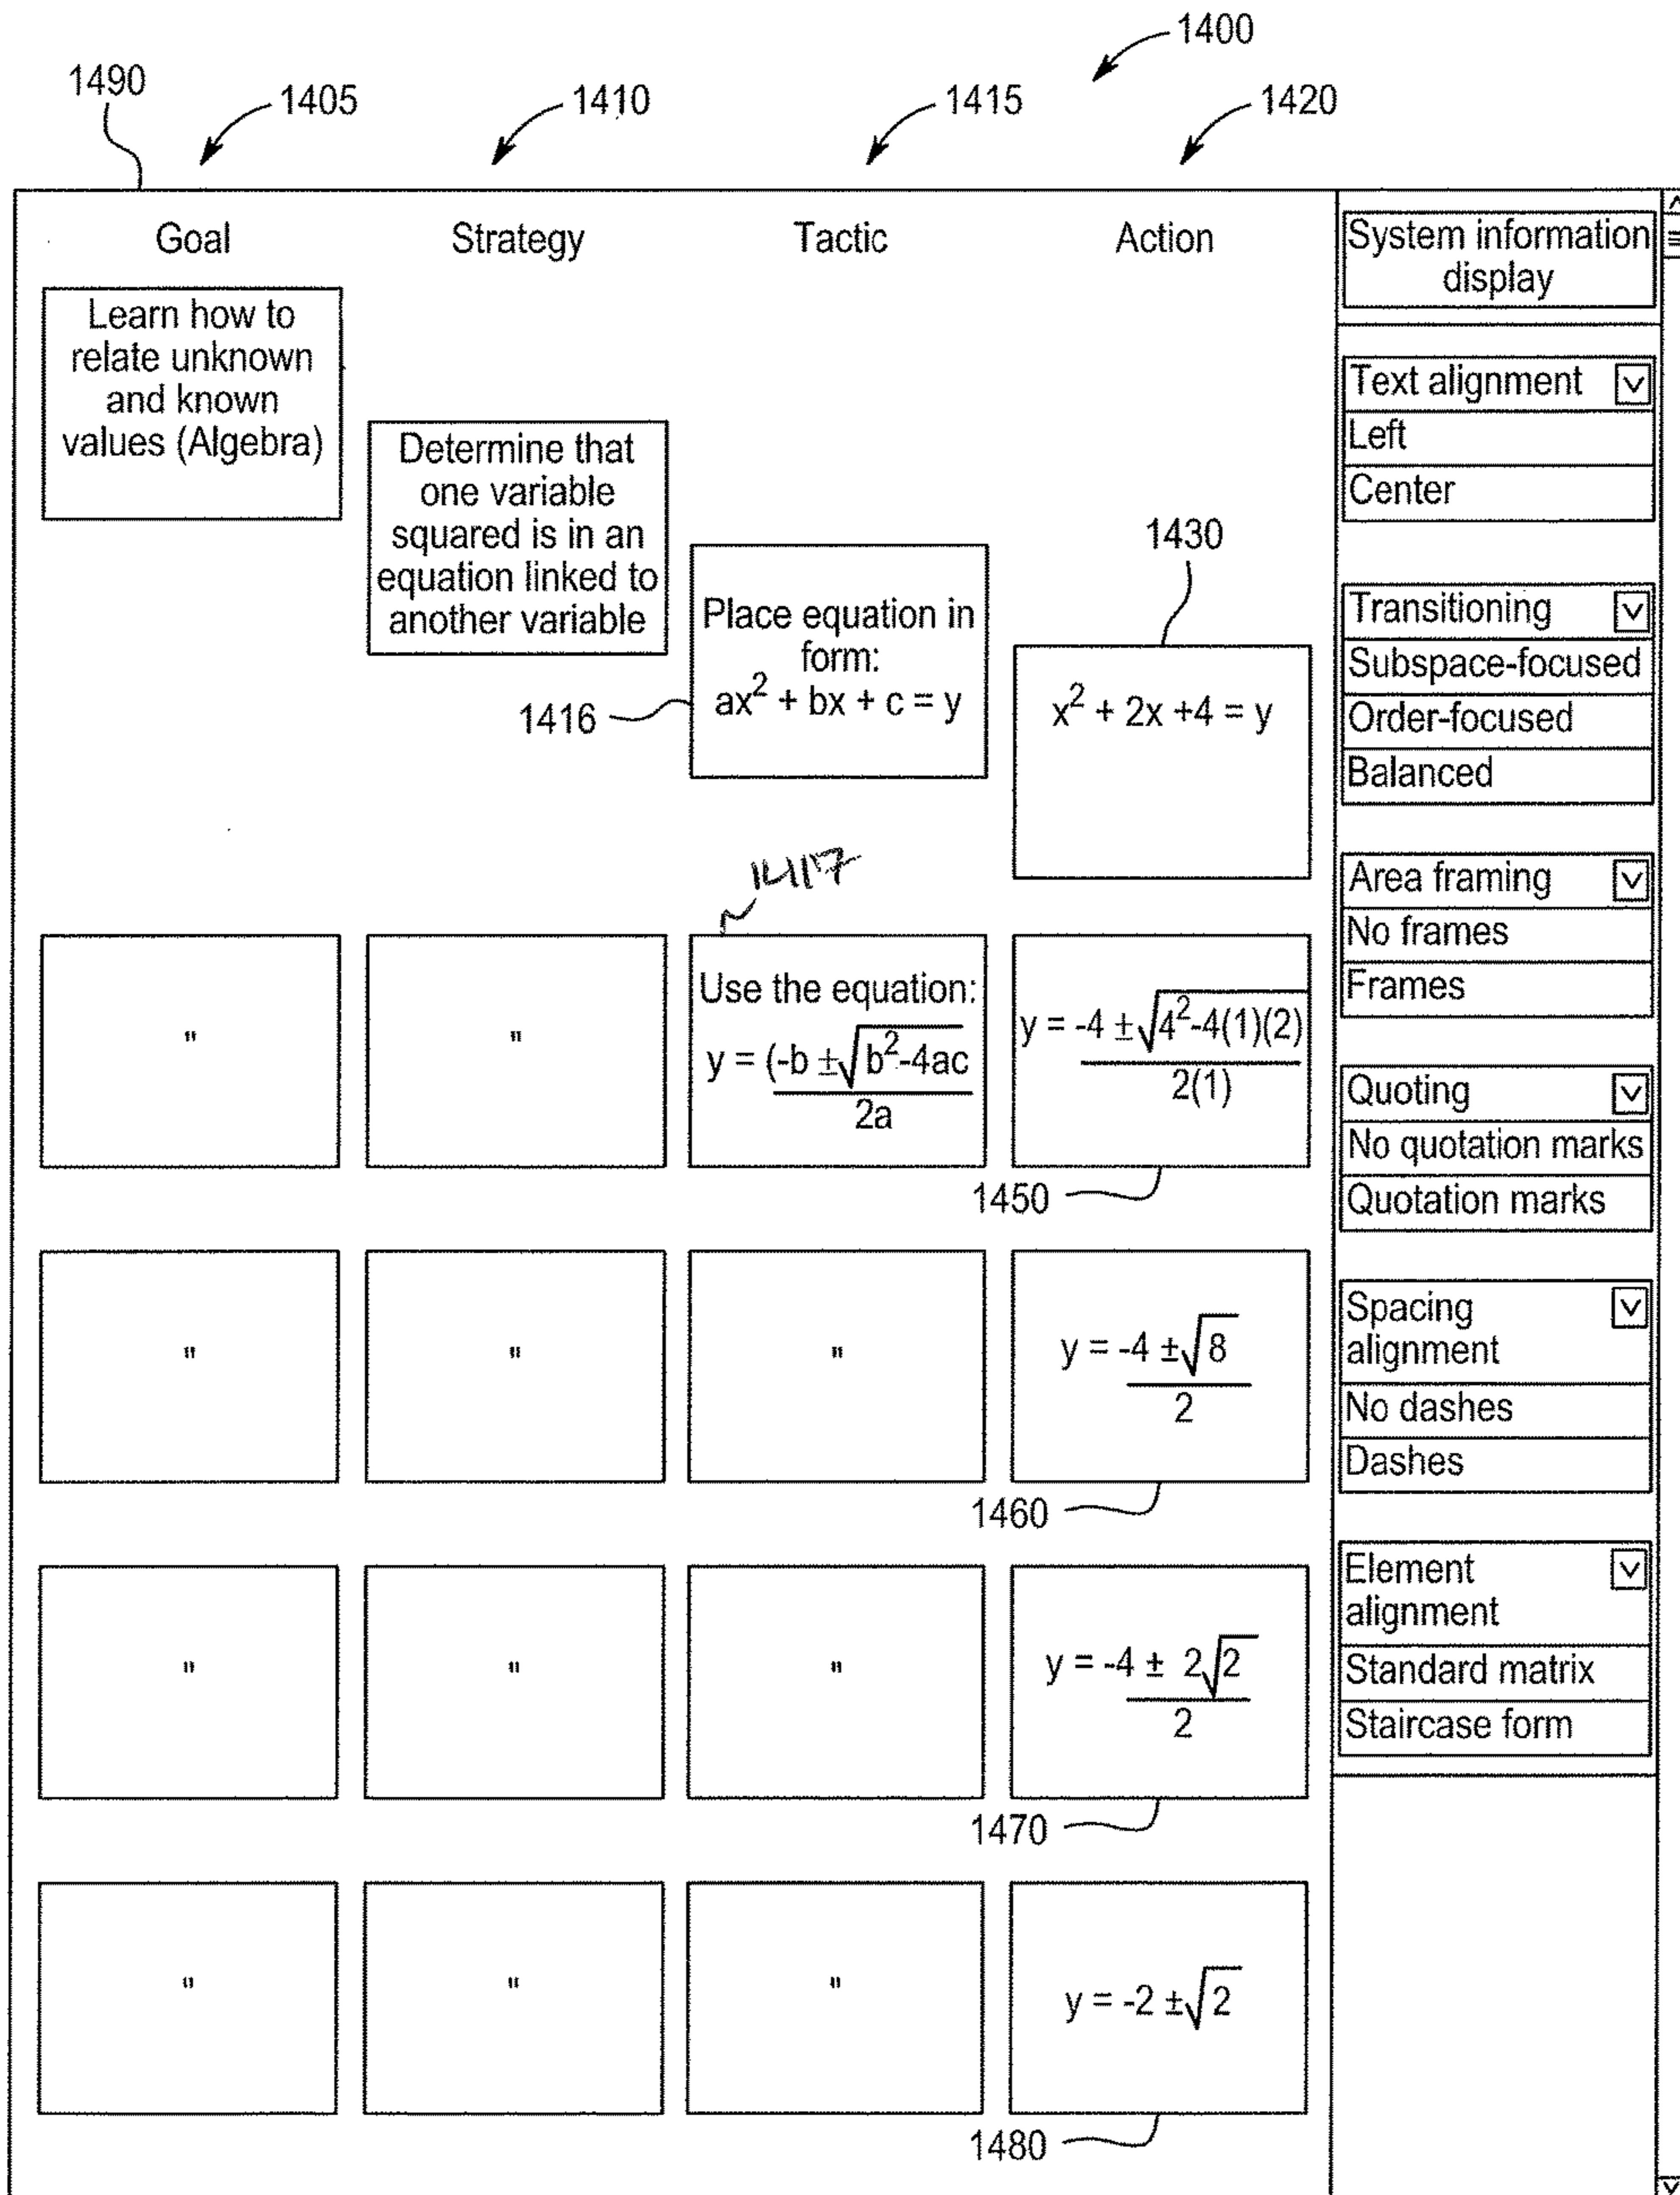 1400
1490
1405
1410
1415
1420
Goal
Strategy
Tactic
Action
Learn how to
relate unknown
and known
values (Algebra)
Determine that
one variable
squared is in an
equation linked to
another variable
1416
Place equation in
form:
ax² + bx + c = y
1430
x² + 2x +4 = y
1417
"
"
Use the equation:
y = (-b ±√b²-4ac
2a
y = -4 ±√4²-4(1)(2)
2(1)
1450
"
"
"
y = -4 ±√8
2
1460
"
"
"
y = -4 ± 2√2
2
1470
"
"
"
y = -2 ±√2
1480
System information
display
Text alignment
Left
Center
Transitioning
Subspace-focused
Order-focused
Balanced
Area framing
No frames
Frames
Quoting
No quotation marks
Quotation marks
Spacing
alignment
No dashes
Dashes
Element
alignment
Standard matrix
Staircase form